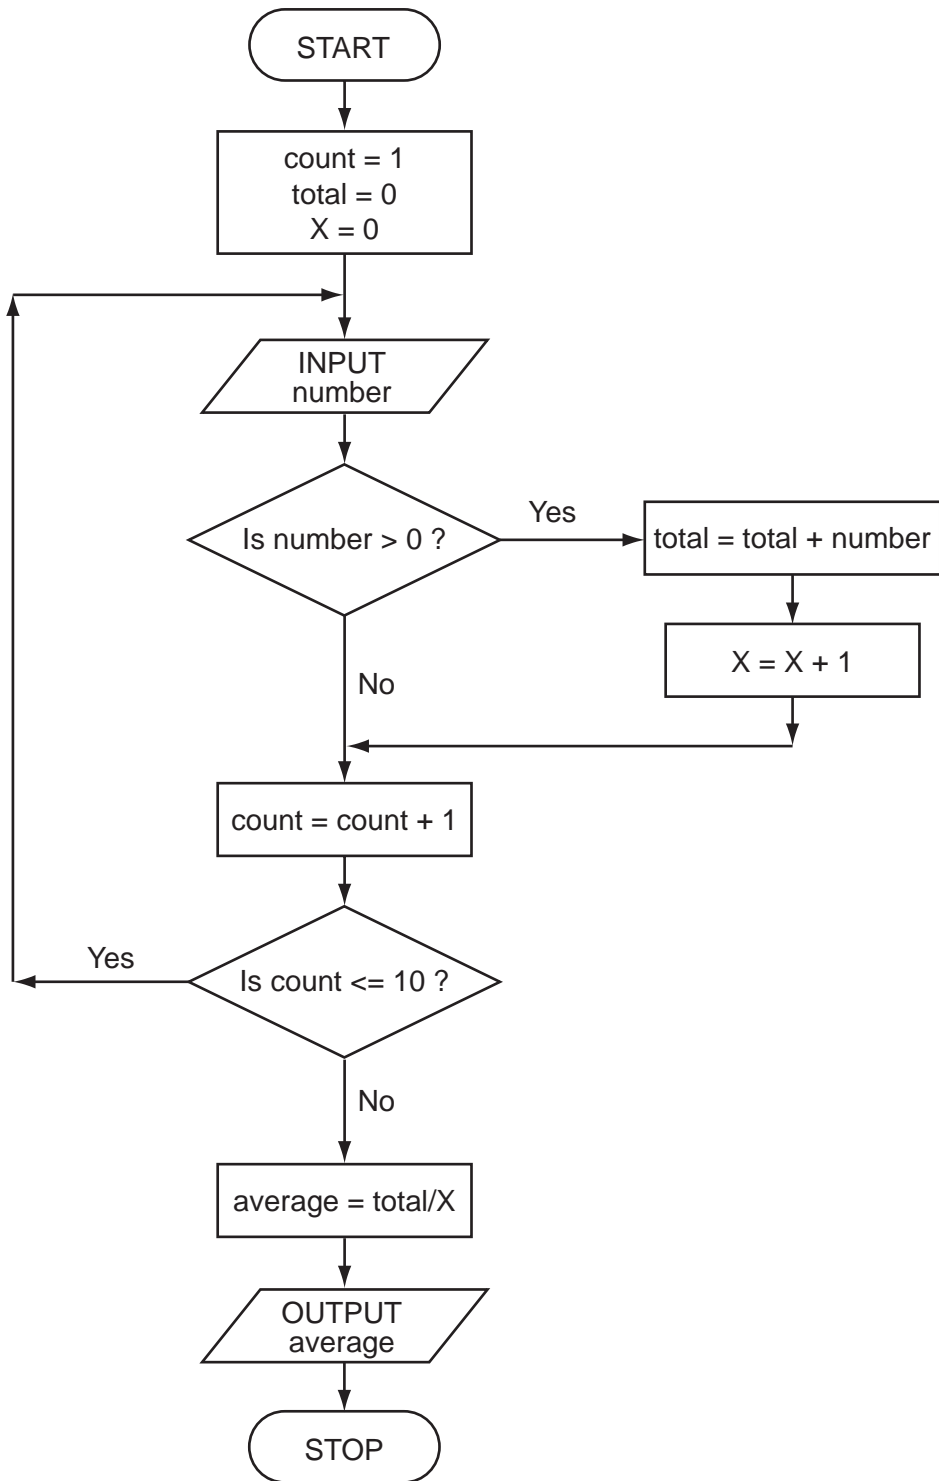 START
count = 1
total = 0
X = 0
INPUT
number
Is number > 0 ?
Yes
total = total + number
X = X + 1
No
count = count + 1
Is count <= 10 ?
Yes
No
average = total/X
OUTPUT
average
STOP